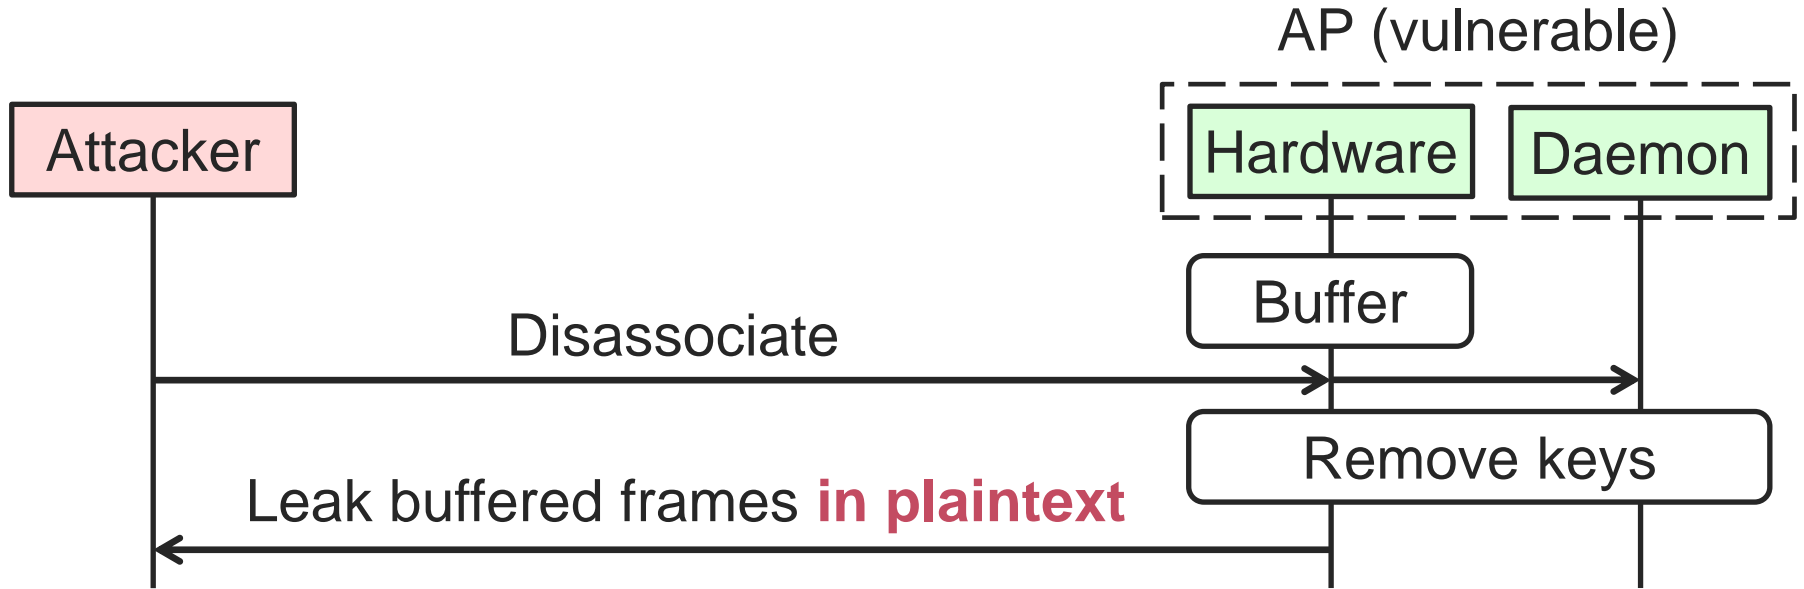 AP (vulnerable)
Attacker
Hardware
Daemon
Buffer
Disassociate
Remove keys
Leak buffered frames in plaintext